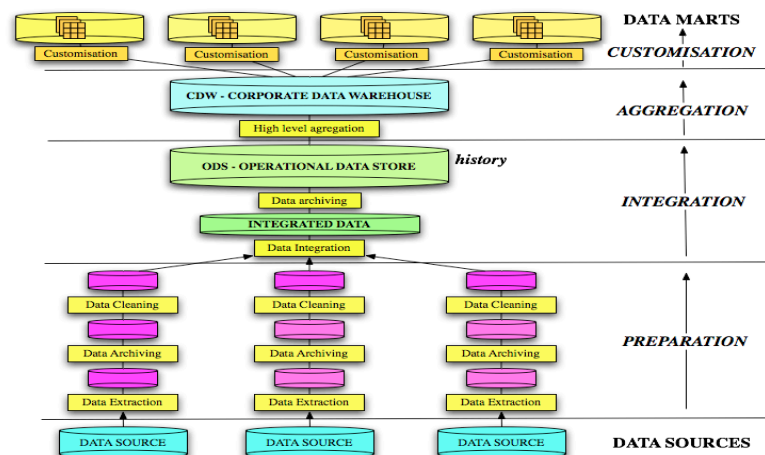 DATA MARTS
Customisation Customisation Customisation Customisation CUSTOMISATION
CDW - CORPORATE DATA WAREHOUSE
AGGREGATION
High level agregation
ODS - OPERATIONAL DATA STORE history
Data archiving INTEGRATION
INTEGRATED DATA
Data Integration
Data Cleaning Data Cleaning Data Cleaning
PREPARATION
Data Archiving Data Archiving Data Archiving
Data Extraction Data Extraction Data Extraction
DATA SOURCE DATA SOURCE DATA SOURCE DATA SOURCES